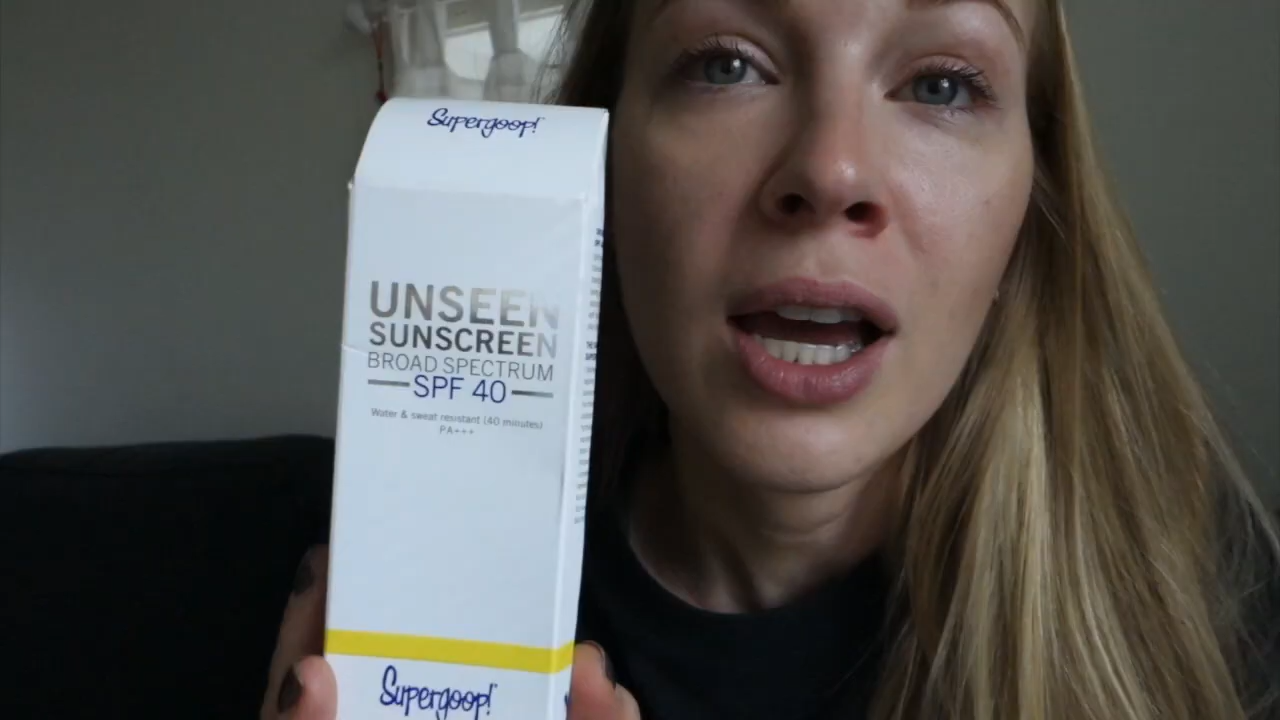 Supergoop!
UNSEEN
SUNSCREEN
BROAD SPECTRUM
SPF 40
Water & sweat resistant (40 minutes)
PA+++
Supergoop!